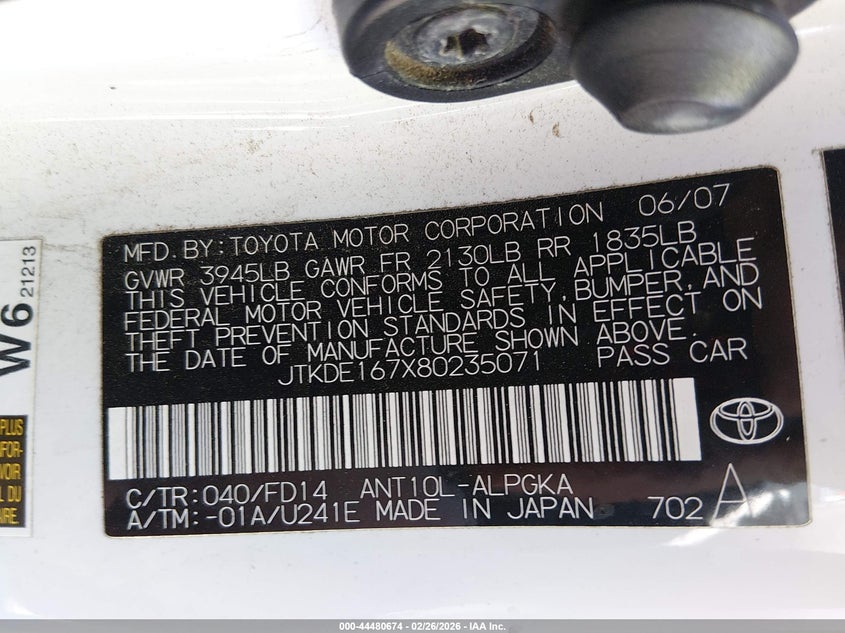 MFD. BY: TOYOTA MOTOR CORPORATION 06/07
GVWR 3945LB GAWR FR 2130LB RR 1835LB
THIS VEHICLE CONFORMS TO ALL APPLICABLE
FEDERAL MOTOR VEHICLE SAFETY, BUMPER, AND
THEFT PREVENTION STANDARDS IN EFFECT ON
THE DATE OF MANUFACTURE SHOWN ABOVE.
JTKDE167X80235071 PASS CAR
C/TR: 040/FD14 ANT10L-ALPGKA
A/TM: -01A/U241E MADE IN JAPAN 702 A
W6
21213
PLUS
VOIR
DU
000-44480674 - 02/26/2026 - IAA Inc.